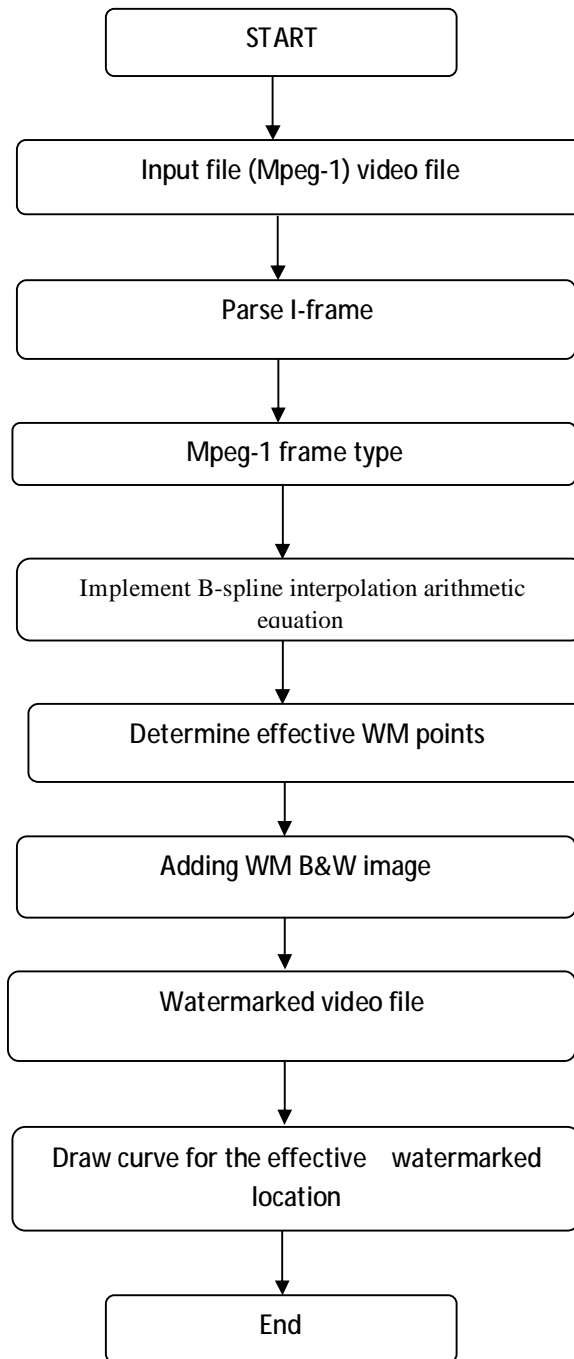 START
Input file (Mpeg-1) video file
Parse I-frame
Mpeg-1 frame type
Implement B-spline interpolation arithmetic
equation
Determine effective WM points
Adding WM B&W image
Watermarked video file
Draw curve for the effective watermarked
location
End